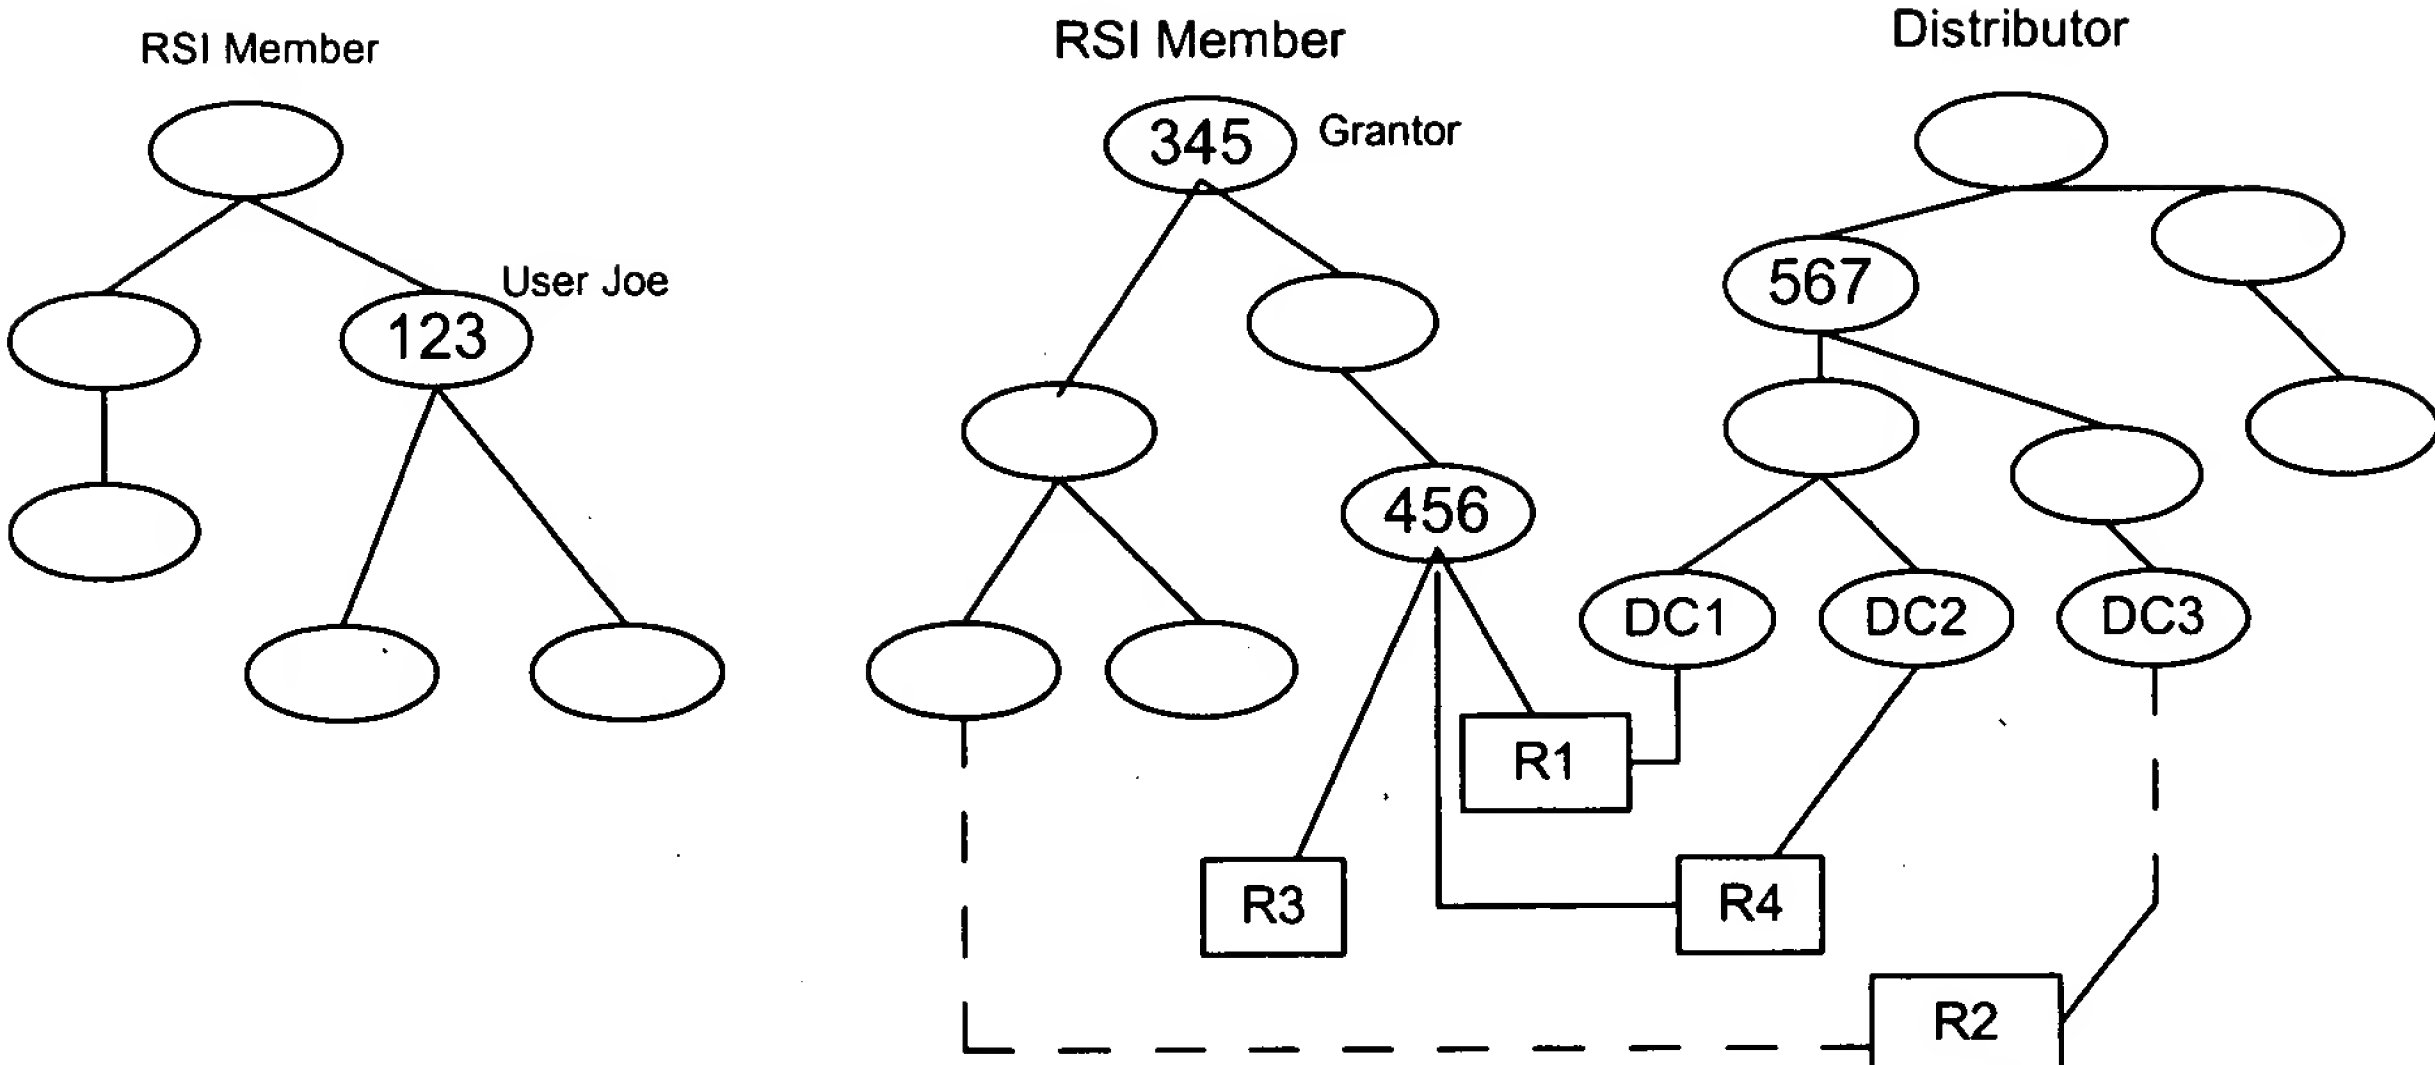 RSI Member
RSI Member
Distributor
345
Grantor
User Joe
123
567
456
DC1
DC2
DC3
R1
R3
R4
R2